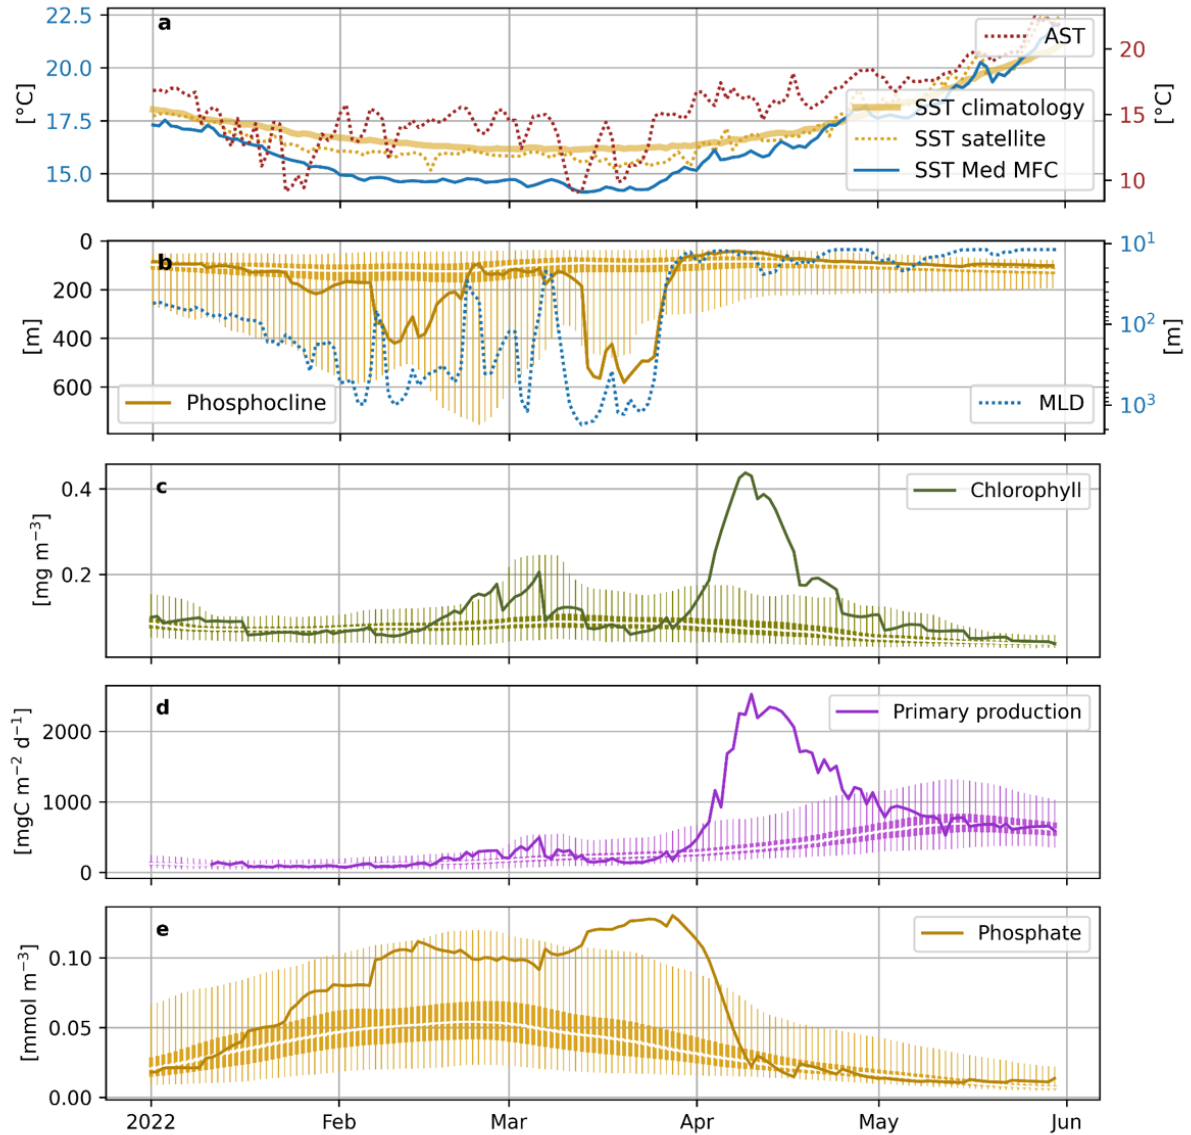 a
22.5
20.0
17.5
15.0
[°C]
AST
SST climatology
SST satellite
SST Med MFC
20
15
10
[°C]
b
0
200
400
600
[m]
Phosphocline
MLD
10¹
10²
10³
[m]
c
0.4
0.2
[mg m⁻³]
Chlorophyll
d
2000
1000
0
[mgC m⁻² d⁻¹]
Primary production
e
0.10
0.05
0.00
[mmol m⁻³]
Phosphate
2022 Feb Mar Apr May Jun